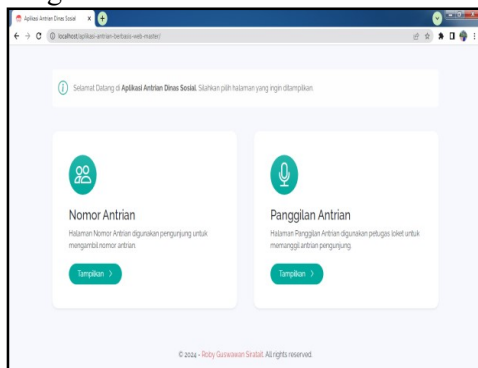 Aplikasi Antrian Dinas Sosial
localhost/aplikasi-antrian-berbasis-web-master/
Selamat Datang di Aplikasi Antrian Dinas Sosial. Silahkan pilih halaman yang ingin ditampilkan.
Nomor Antrian
Halaman Nomor Antrian digunakan pengunjung untuk
mengambil nomor antrian.
Tampilkan
Panggilan Antrian
Halaman Panggilan Antrian digunakan petugas loket untuk
memanggil antrian pengunjung.
Tampilkan
© 2024 - Roby Guswawan Siratait. All rights reserved.